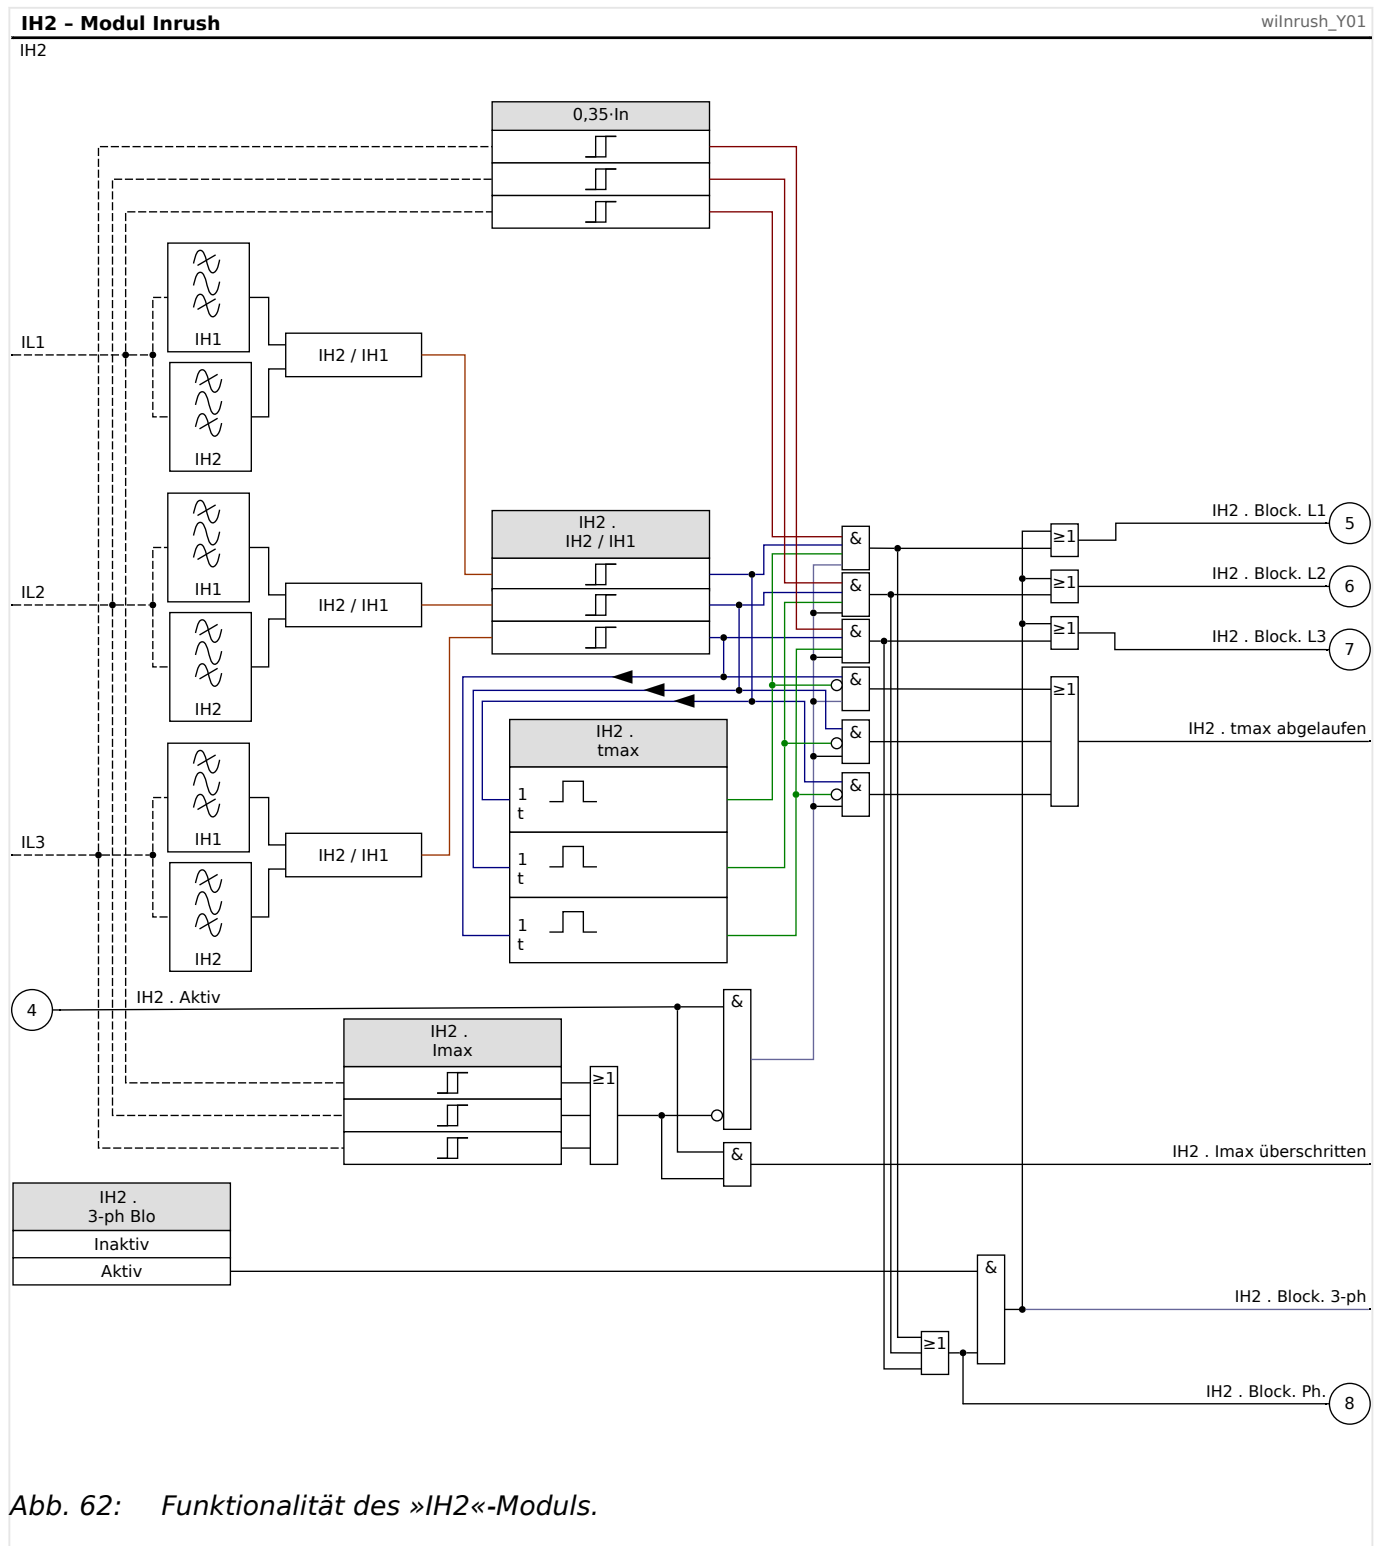 IH2 – Modul Inrush
wiInrush_Y01
IH2
0,35·In
IH1
IL1
IH2 / IH1
IH2
IH2 .
IH2 / IH1
IH1
IL2
IH2 / IH1
IH2
&
≥1
IH2 . Block. L1
5
&
≥1
IH2 . Block. L2
6
&
≥1
IH2 . Block. L3
7
&
≥1
&
IH2 . tmax abgelaufen
&
IH2 .
tmax
1
t
1
t
1
t
IH1
IL3
IH2 / IH1
IH2
4
IH2 . Aktiv
&
IH2 .
Imax
≥1
&
IH2 . Imax überschritten
IH2 .
3-ph Blo
Inaktiv
Aktiv
&
IH2 . Block. 3-ph
≥1
IH2 . Block. Ph.
8
Abb. 62: Funktionalität des »IH2«-Moduls.